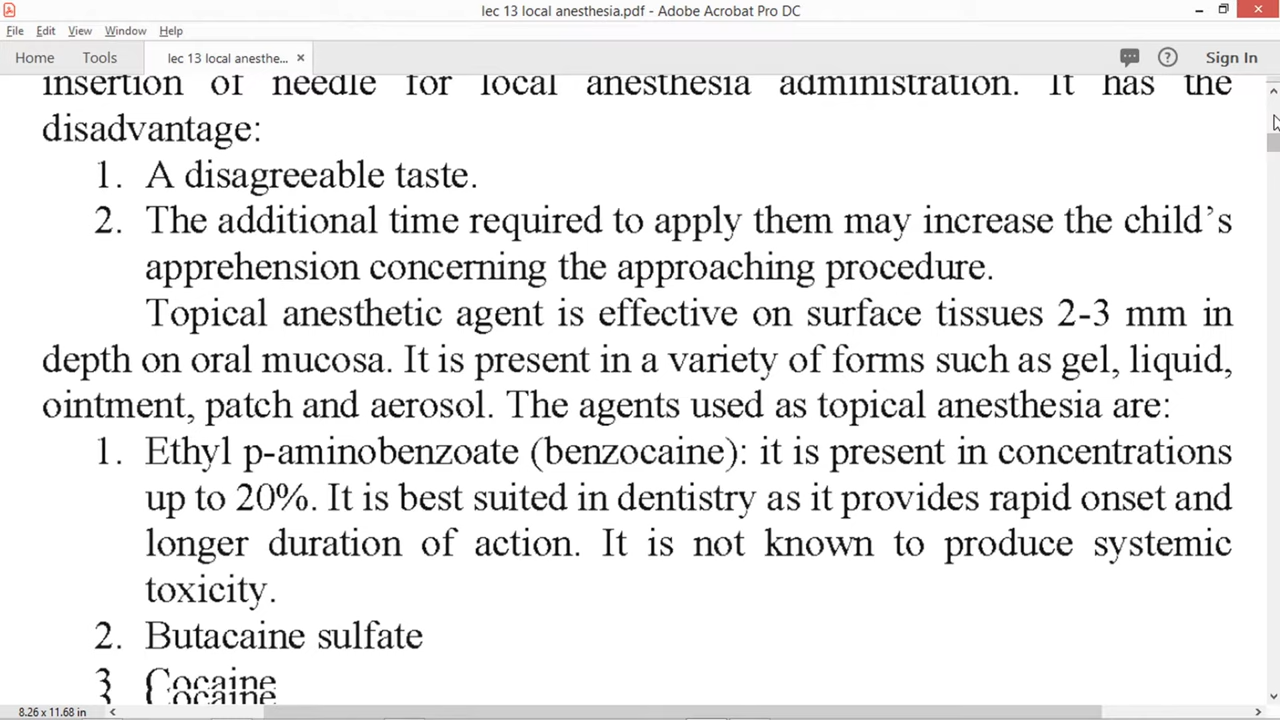 lec 13 local anesthesia.pdf - Adobe Acrobat Pro DC
File Edit View Window Help
Home Tools lec 13 local anesthe... × Sign In
insertion of needle for local anesthesia administration. It has the
disadvantage:
1. A disagreeable taste.
2. The additional time required to apply them may increase the child's
apprehension concerning the approaching procedure.
Topical anesthetic agent is effective on surface tissues 2-3 mm in
depth on oral mucosa. It is present in a variety of forms such as gel, liquid,
ointment, patch and aerosol. The agents used as topical anesthesia are:
1. Ethyl p-aminobenzoate (benzocaine): it is present in concentrations
up to 20%. It is best suited in dentistry as it provides rapid onset and
longer duration of action. It is not known to produce systemic
toxicity.
2. Butacaine sulfate
3 Cocaine
8.26 x 11.68 in